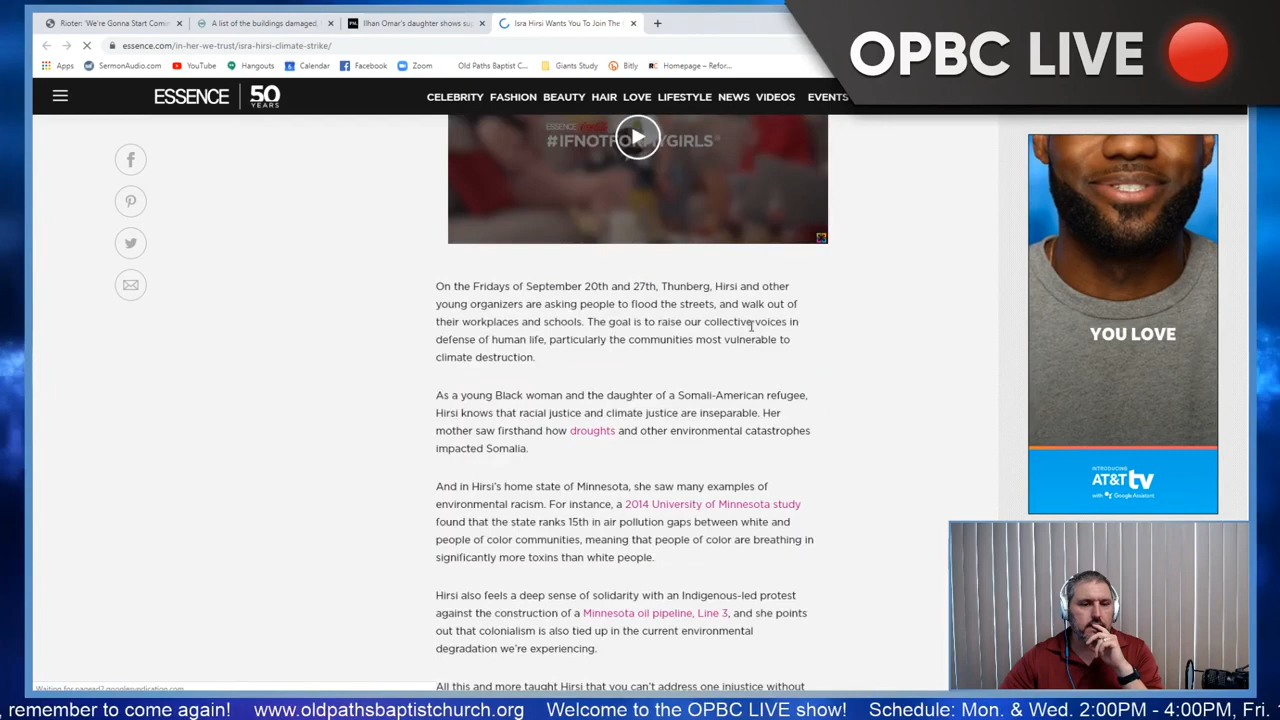 Rioter: 'We're Gonna Start Comi
A list of the buildings damaged,
Ilhan Omar's daughter shows su
Isra Hirsi Wants You To Join The
essence.com/in-her-we-trust/isra-hirsi-climate-strike/
Apps SermonAudio.com YouTube Hangouts Calendar Facebook Zoom Old Paths Baptist C... Giants Study Bitly Homepage – Refor...
OPBC LIVE
ESSENCE 50 YEARS
CELEBRITY FASHION BEAUTY HAIR LOVE LIFESTYLE NEWS VIDEOS EVENTS
#IFNOTFORMYGIRLS
On the Fridays of September 20th and 27th, Thunberg, Hirsi and other
young organizers are asking people to flood the streets, and walk out of
their workplaces and schools. The goal is to raise our collective voices in
defense of human life, particularly the communities most vulnerable to
climate destruction.
As a young Black woman and the daughter of a Somali-American refugee,
Hirsi knows that racial justice and climate justice are inseparable. Her
mother saw firsthand how droughts and other environmental catastrophes
impacted Somalia.
And in Hirsi's home state of Minnesota, she saw many examples of
environmental racism. For instance, a 2014 University of Minnesota study
found that the state ranks 15th in air pollution gaps between white and
people of color communities, meaning that people of color are breathing in
significantly more toxins than white people.
Hirsi also feels a deep sense of solidarity with an Indigenous-led protest
against the construction of a Minnesota oil pipeline, Line 3, and she points
out that colonialism is also tied up in the current environmental
degradation we're experiencing.
All this and more taught Hirsi that you can't address one injustice without
YOU LOVE
INTRODUCING
AT&T tv
with Google Assistant
Waiting for pagead2.googlesyndication.com
, remember to come again! www.oldpathsbaptistchurch.org Welcome to the OPBC LIVE show! Schedule: Mon. & Wed. 2:00PM - 4:00PM, Fri.